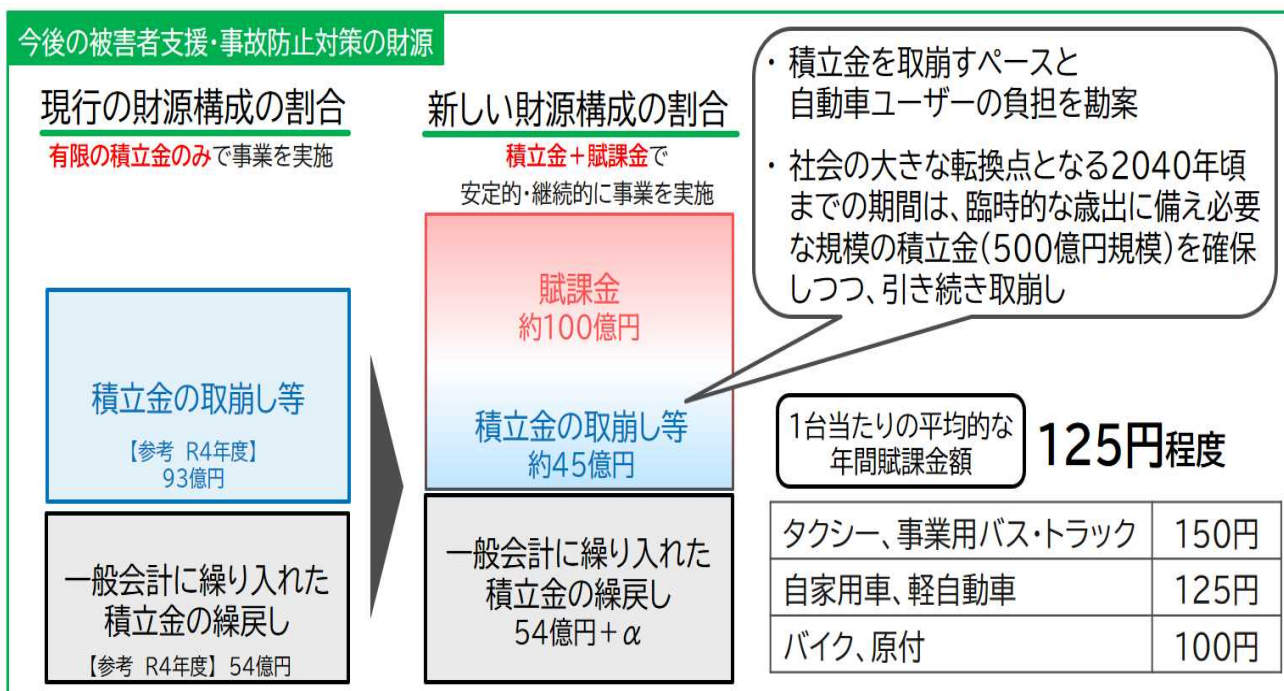 今後の被害者支援・事故防止対策の財源
現行の財源構成の割合
有限の積立金のみで事業を実施
積立金の取崩し等
【参考 R4年度】
93億円
一般会計に繰り入れた
積立金の繰戻し
【参考 R4年度】 54億円
新しい財源構成の割合
積立金+賦課金で
安定的・継続的に事業を実施
賦課金
約100億円
積立金の取崩し等
約45億円
一般会計に繰り入れた
積立金の繰戻し
54億円+α
・ 積立金を取崩すペースと
自動車ユーザーの負担を勘案
・ 社会の大きな転換点となる2040年頃
までの期間は、臨時的な歳出に備え必要
な規模の積立金(500億円規模)を確保
しつつ、引き続き取崩し
1台当たりの平均的な
年間賦課金額
125円程度
タクシー、事業用バス・トラック 150円
自家用車、軽自動車 125円
バイク、原付 100円